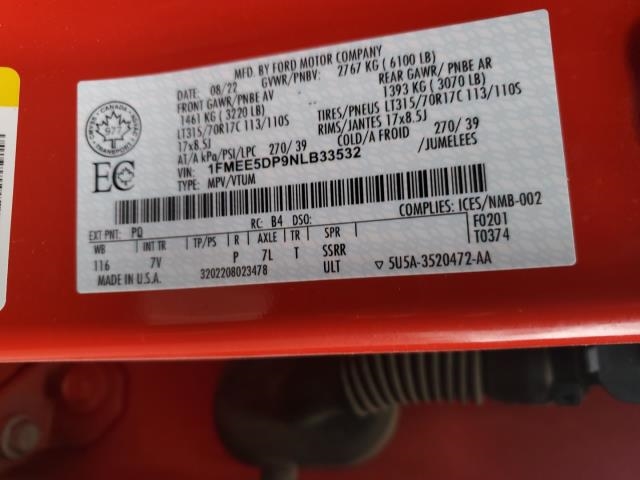 MFD. BY FORD MOTOR COMPANY
DATE: 08/22 GVWR/PNBV: 2767 KG ( 6100 LB)
FRONT GAWR/PNBE AV REAR GAWR/ PNBE AR
1461 KG ( 3220 LB) 1393 KG ( 3070 LB)
LT315/70R17C 113/110S TIRES/PNEUS LT315/70R17C 113/110S
17x8.5J RIMS/JANTES 17x8.5J
AT/A kPa/PSI/LPC 270/ 39 COLD/A FROID 270/ 39
VIN: 1FMEE5DP9NLB33532 /JUMELEES
TYPE: MPV/VTUM
CANADA
977
TRANSPORT
EC
COMPLIES: ICES/NMB-002
EXT PNT: PQ RC: B4 DSO: F0201
WB INT TR TP/PS R AXLE TR SPR T0374
116 7V P 7L T SSRR
MADE IN U.S.A. 3202208023478 ULT ▽ 5U5A-3520472-AA